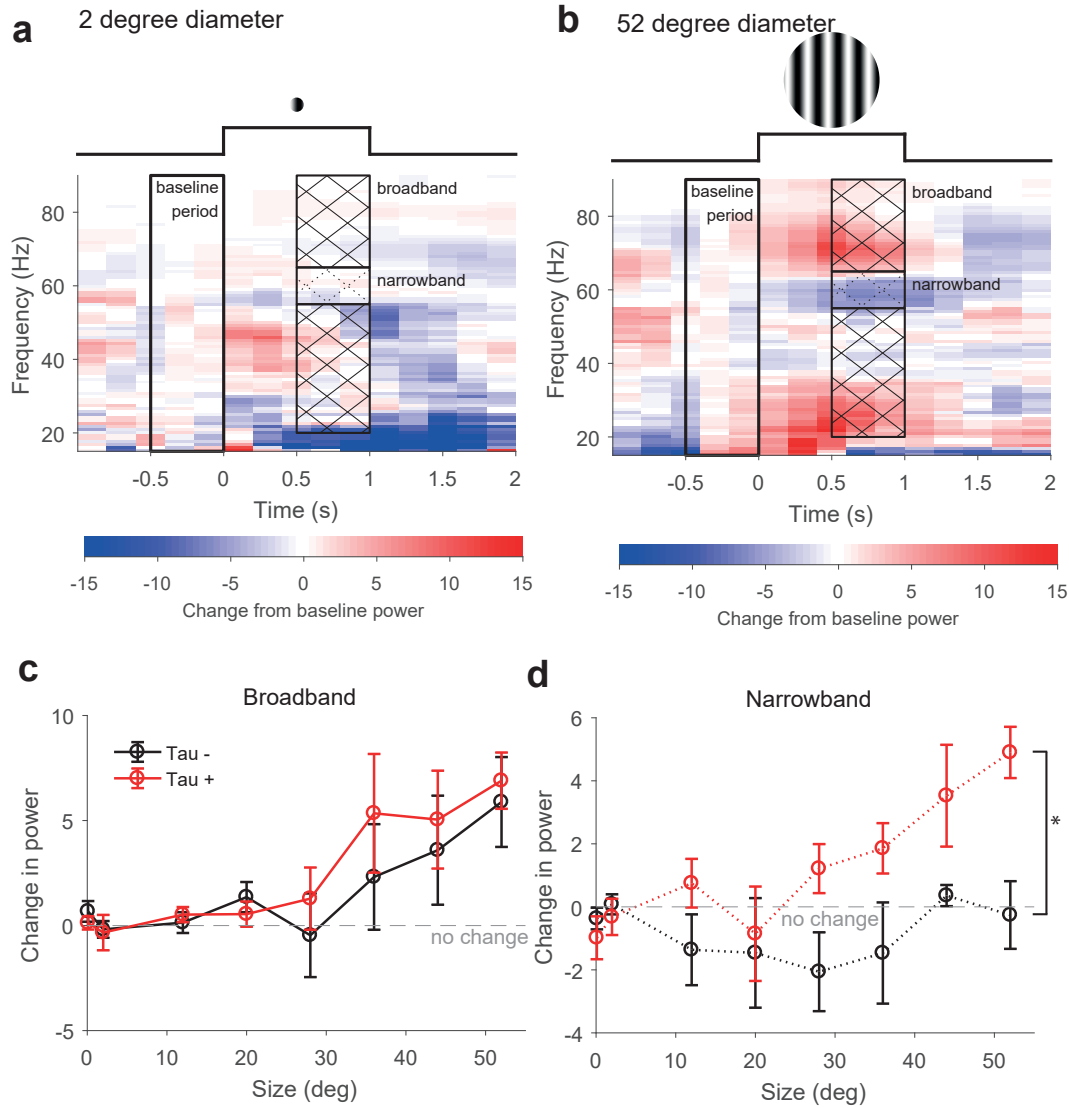 a
2 degree diameter
b
52 degree diameter
baseline
period
broadband
narrowband
80
60
40
20
Frequency (Hz)
-0.5
0
0.5
1
1.5
2
Time (s)
-15
-10
-5
0
5
10
15
Change from baseline power
baseline
period
broadband
narrowband
80
60
40
20
Frequency (Hz)
-0.5
0
0.5
1
1.5
2
Time (s)
-15
-10
-5
0
5
10
15
Change from baseline power
c
Broadband
10
5
0
-5
Change in power
Tau -
Tau +
no change
0
10
20
30
40
50
Size (deg)
d
Narrowband
6
4
2
0
-2
-4
Change in power
no change
*
0
10
20
30
40
50
Size (deg)